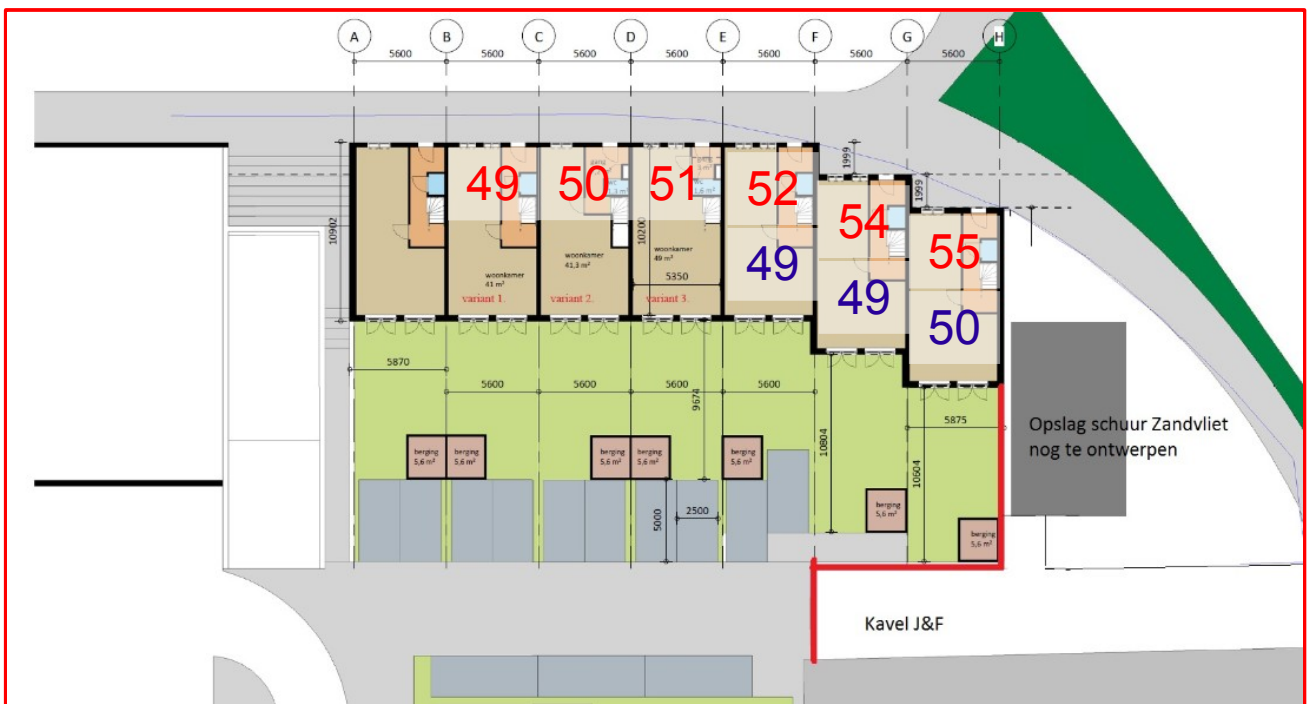 A B C D E F G H
5600 5600 5600 5600 5600 5600 5600
1999
1999
49 50 51 52 54 55
10902
10200
woonkamer
41 m²
woonkamer
41,3 m²
woonkamer
49 m²
5350
49 49 50
variant 1. variant 2. variant 3.
5870
5600 5600 5600 5600
9674
10804
5875
10604
Opslag schuur Zandvliet
nog te ontwerpen
berging
5,6 m²
berging
5,6 m²
berging
5,6 m²
berging
5,6 m²
berging
5,6 m²
berging
5,6 m²
berging
5,6 m²
5000
2500
Kavel J&F